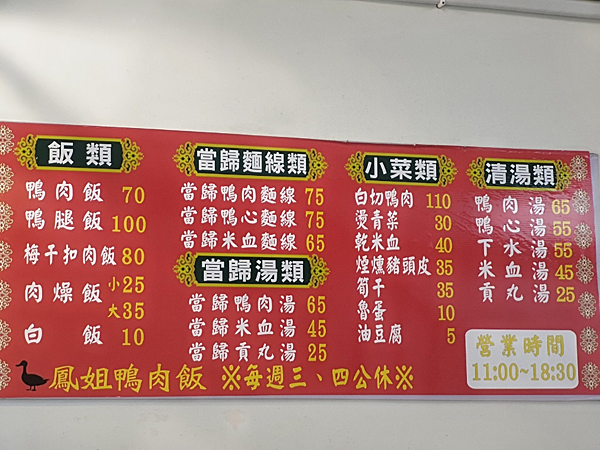 飯類
鴨肉飯 70
鴨腿飯 100
梅干扣肉飯 80
肉燥飯 小25 大35
白飯 10
當歸麵線類
當歸鴨肉麵線 75
當歸鴨心麵線 75
當歸米血麵線 65
當歸湯類
當歸鴨肉湯 65
當歸米血湯 45
當歸貢丸湯 25
小菜類
白切鴨肉 110
燙青菜 30
乾米血 40
煙燻豬頭皮 35
筍干 35
魯蛋 10
油豆腐 5
清湯類
鴨肉湯 65
鴨心湯 55
下水湯 55
米血湯 45
貢丸湯 25
營業時間
11:00~18:30
鳳姐鴨肉飯 ※每週三、四公休※